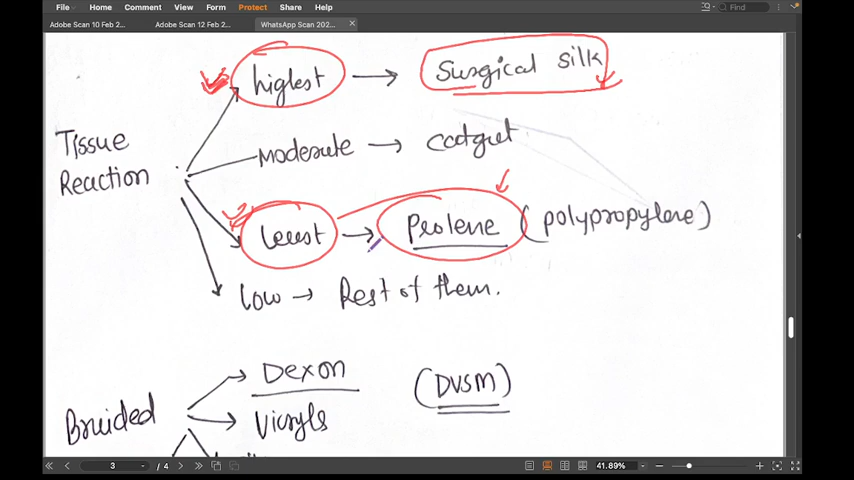 File Home Comment View Form Protect Share Help Find
Adobe Scan 10 Feb 2... Adobe Scan 12 Feb 2... WhatsApp Scan 202...
highest → Surgical silk
Tissue Reaction
Moderate → catgut
least → Prolene (polypropylene)
low → Rest of them.
Braided
Dexon
(DVSM)
Vicryls
3 / 4 41.89%